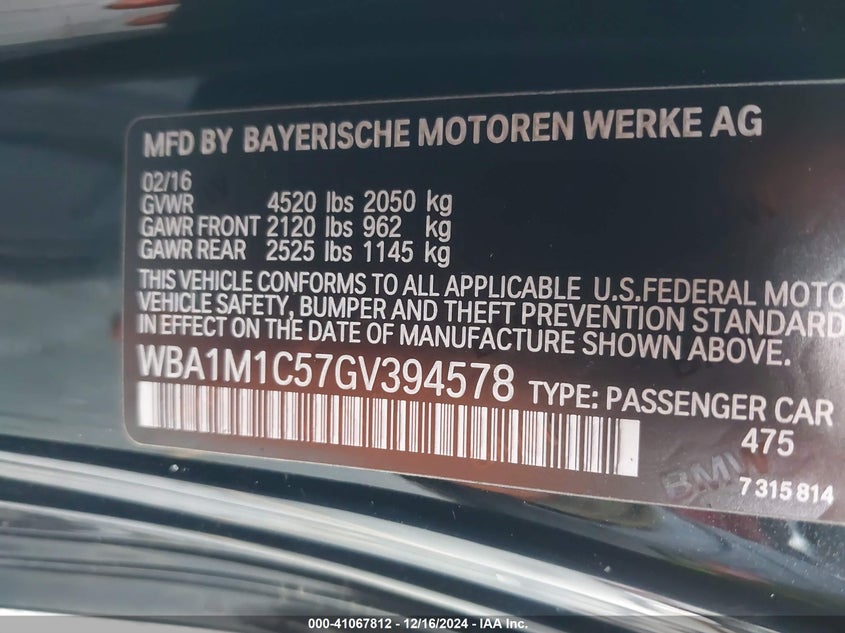 MFD BY BAYERISCHE MOTOREN WERKE AG
02/16
GVWR 4520 lbs 2050 kg
GAWR FRONT 2120 lbs 962 kg
GAWR REAR 2525 lbs 1145 kg
THIS VEHICLE CONFORMS TO ALL APPLICABLE U.S.FEDERAL MOTO
VEHICLE SAFETY, BUMPER AND THEFT PREVENTION STANDARD
IN EFFECT ON THE DATE OF MANUFACTURE SHOWN ABOVE.
WBA1M1C57GV394578 TYPE: PASSENGER CAR
475
BMW
7 315 814
000-41067812 - 12/16/2024 - IAA Inc.